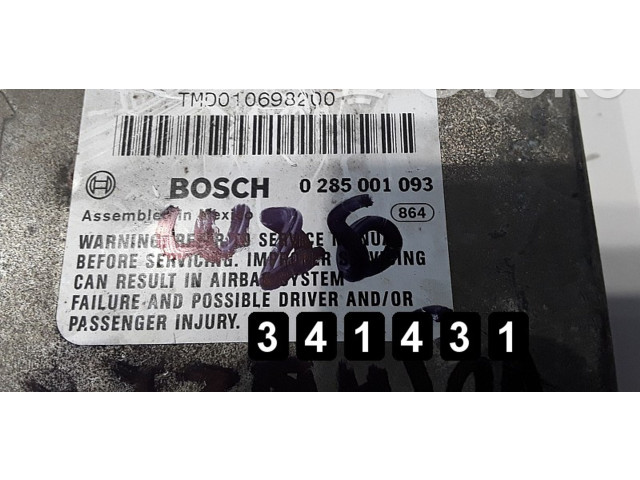 TMD010698200
BOSCH 0 285 001 093
Assembled in Mexico 864
WARNING: REFER TO SERVICE MANUAL
BEFORE SERVICING. IMPROPER SERVICING
CAN RESULT IN AIRBAG SYSTEM
FAILURE AND POSSIBLE DRIVER AND/OR
PASSENGER INJURY.
341431